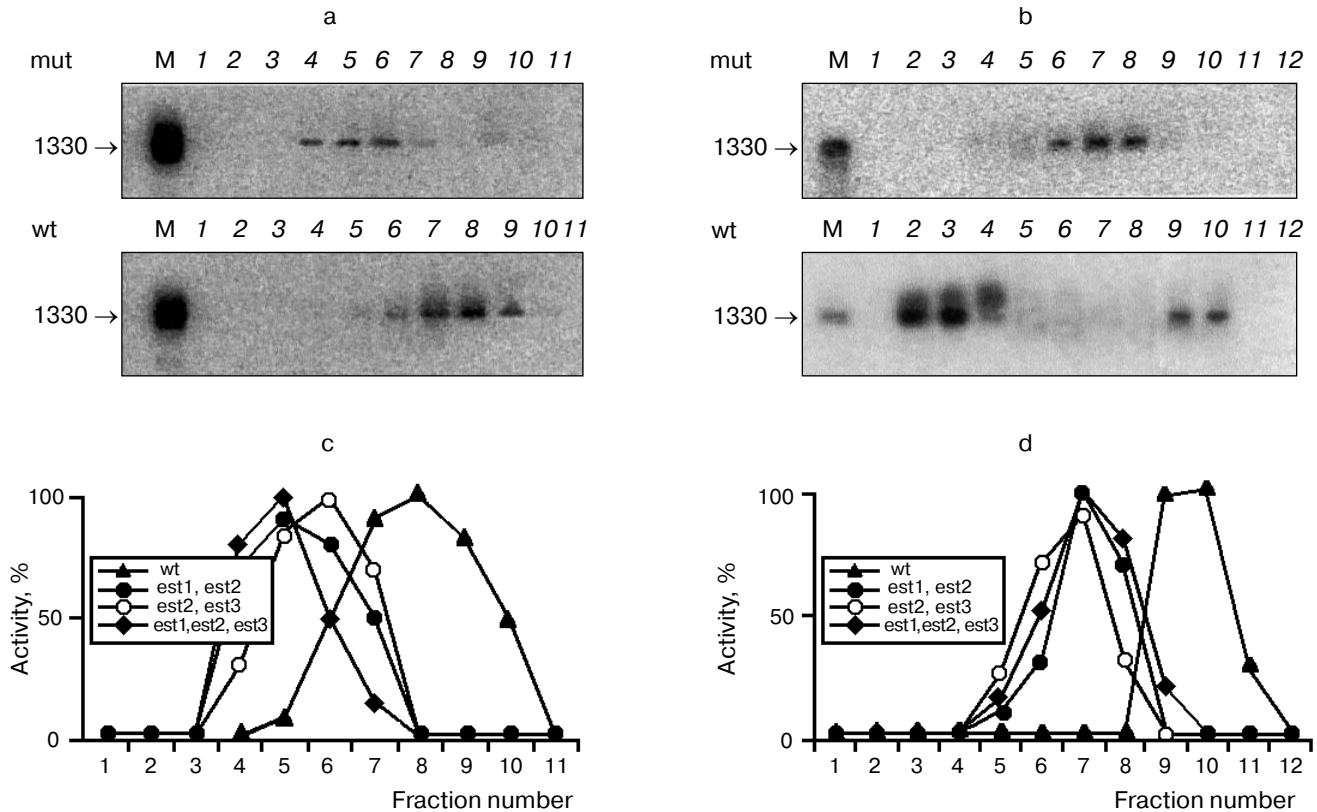 a
mut M 1 2 3 4 5 6 7 8 9 10 11
1330 →
wt M 1 2 3 4 5 6 7 8 9 10 11
1330 →
b
mut M 1 2 3 4 5 6 7 8 9 10 11 12
1330 →
wt M 1 2 3 4 5 6 7 8 9 10 11 12
1330 →
c
Activity, %
100
50
0
wt
est1, est2
est2, est3
est1,est2, est3
1 2 3 4 5 6 7 8 9 10 11
Fraction number
d
Activity, %
100
50
0
wt
est1, est2
est2, est3
est1,est2, est3
1 2 3 4 5 6 7 8 9 10 11 12
Fraction number